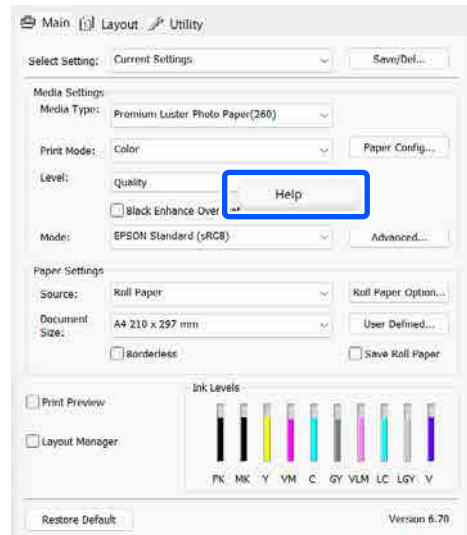 Main Layout Utility
Select Setting: Current Settings Save/Del...
Media Settings
Media Type: Premium Luster Photo Paper(260)
Print Mode: Color Paper Config...
Level: Quality
Help
Black Enhance Over
Mode: EPSON Standard (sRGB) Advanced...
Paper Settings
Source: Roll Paper Roll Paper Option...
Document
Size: A4 210 x 297 mm User Defined...
Borderless Save Roll Paper
Ink Levels
Print Preview
Layout Manager
PK MK Y VM C GY VLM LC LGY V
Restore Default Version 6.70